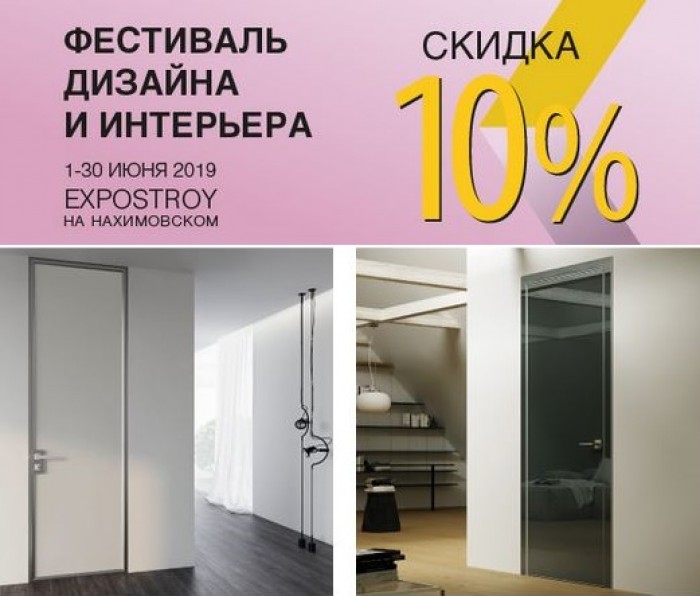 ФЕСТИВАЛЬ
ДИЗАЙНА
И ИНТЕРЬЕРА
1-30 ИЮНЯ 2019
EXPOSTROY
НА НАХИМОВСКОМ
СКИДКА
10%